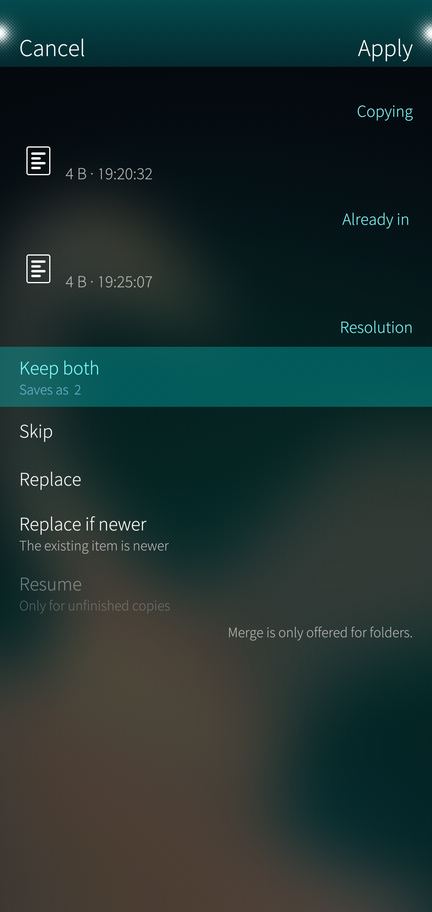 Cancel
Apply
Copying
4 B · 19:20:32
Already in
4 B · 19:25:07
Resolution
Keep both
Saves as  2
Skip
Replace
Replace if newer
The existing item is newer
Resume
Only for unfinished copies
Merge is only offered for folders.